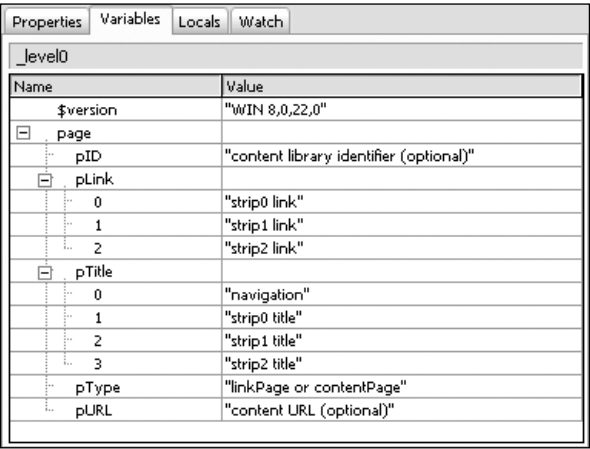 Properties Variables Locals Watch
_level0
Name Value
$version "WIN 8,0,22,0"
page
pID "content library identifier (optional)"
pLink
0 "strip0 link"
1 "strip1 link"
2 "strip2 link"
pTitle
0 "navigation"
1 "strip0 title"
2 "strip1 title"
3 "strip2 title"
pType "linkPage or contentPage"
pURL "content URL (optional)"